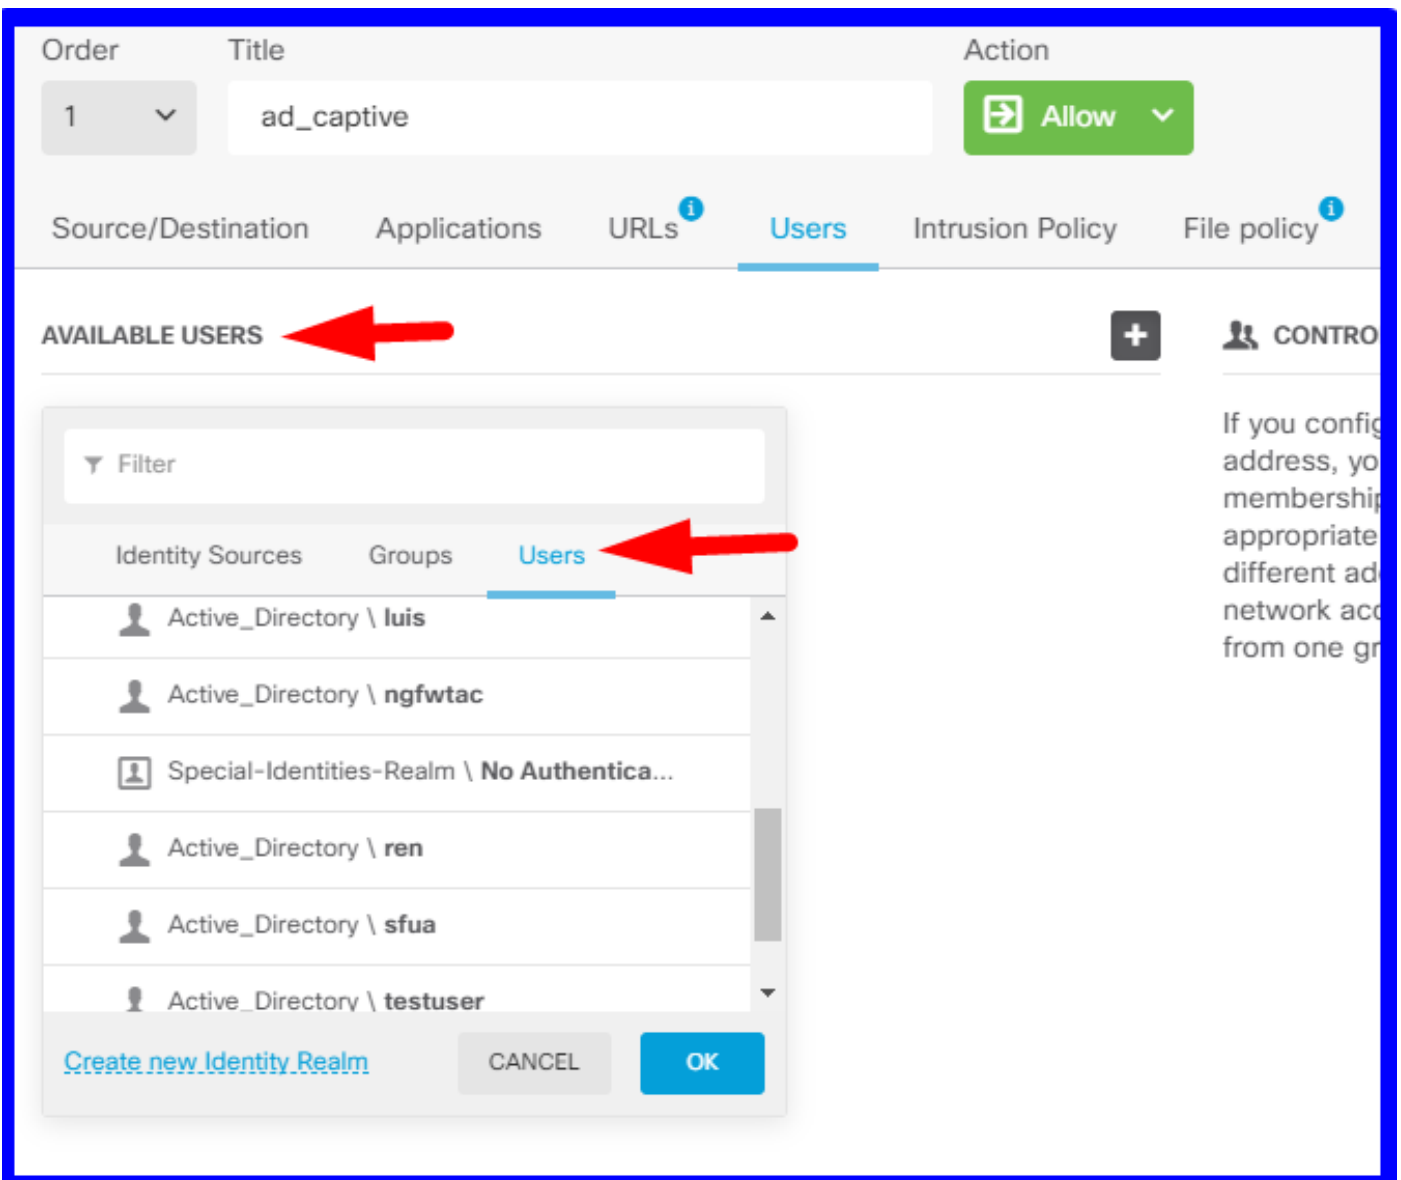 Order Title Action
1 ad_captive Allow
Source/Destination Applications URLs Users Intrusion Policy File policy
AVAILABLE USERS
CONTRO
Filter
Identity Sources Groups Users
Active_Directory \ luis
Active_Directory \ ngfwtac
Special-Identities-Realm \ No Authentica...
Active_Directory \ ren
Active_Directory \ sfua
Active_Directory \ testuser
Create new Identity Realm CANCEL OK
If you config
address, yo
membership
appropriate
different ad
network acc
from one gr